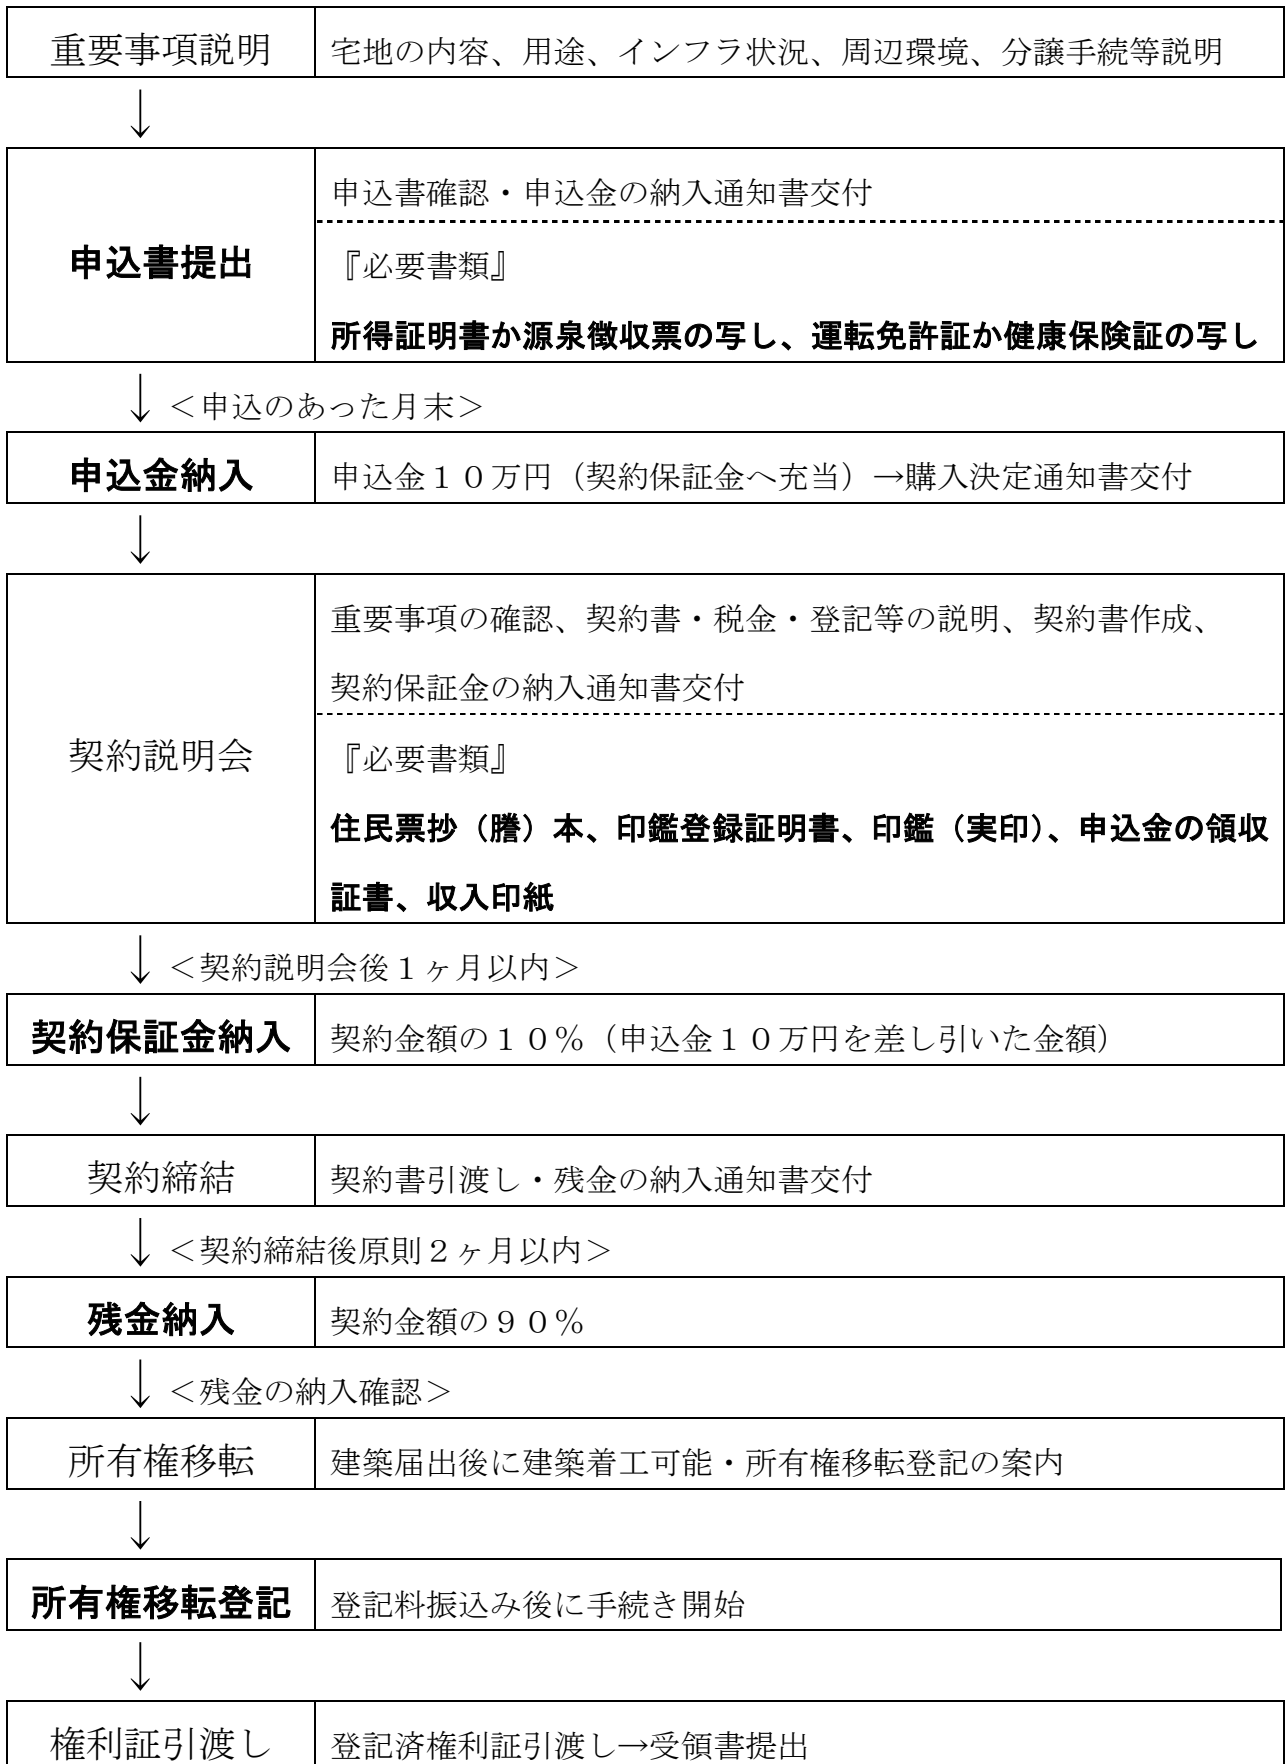 重要事項説明
宅地の内容、用途、インフラ状況、周辺環境、分譲手続等説明
↓
申込書提出
申込書確認・申込金の納入通知書交付
『必要書類』
所得証明書か源泉徴収票の写し、運転免許証か健康保険証の写し
↓ ＜申込のあった月末＞
申込金納入
申込金１０万円（契約保証金へ充当）→購入決定通知書交付
↓
契約説明会
重要事項の確認、契約書・税金・登記等の説明、契約書作成、
契約保証金の納入通知書交付
『必要書類』
住民票抄（謄）本、印鑑登録証明書、印鑑（実印）、申込金の領収
証書、収入印紙
↓ ＜契約説明会後１ヶ月以内＞
契約保証金納入
契約金額の１０％（申込金１０万円を差し引いた金額）
↓
契約締結
契約書引渡し・残金の納入通知書交付
↓ ＜契約締結後原則２ヶ月以内＞
残金納入
契約金額の９０％
↓ ＜残金の納入確認＞
所有権移転
建築届出後に建築着工可能・所有権移転登記の案内
↓
所有権移転登記
登記料振込み後に手続き開始
↓
権利証引渡し
登記済権利証引渡し→受領書提出